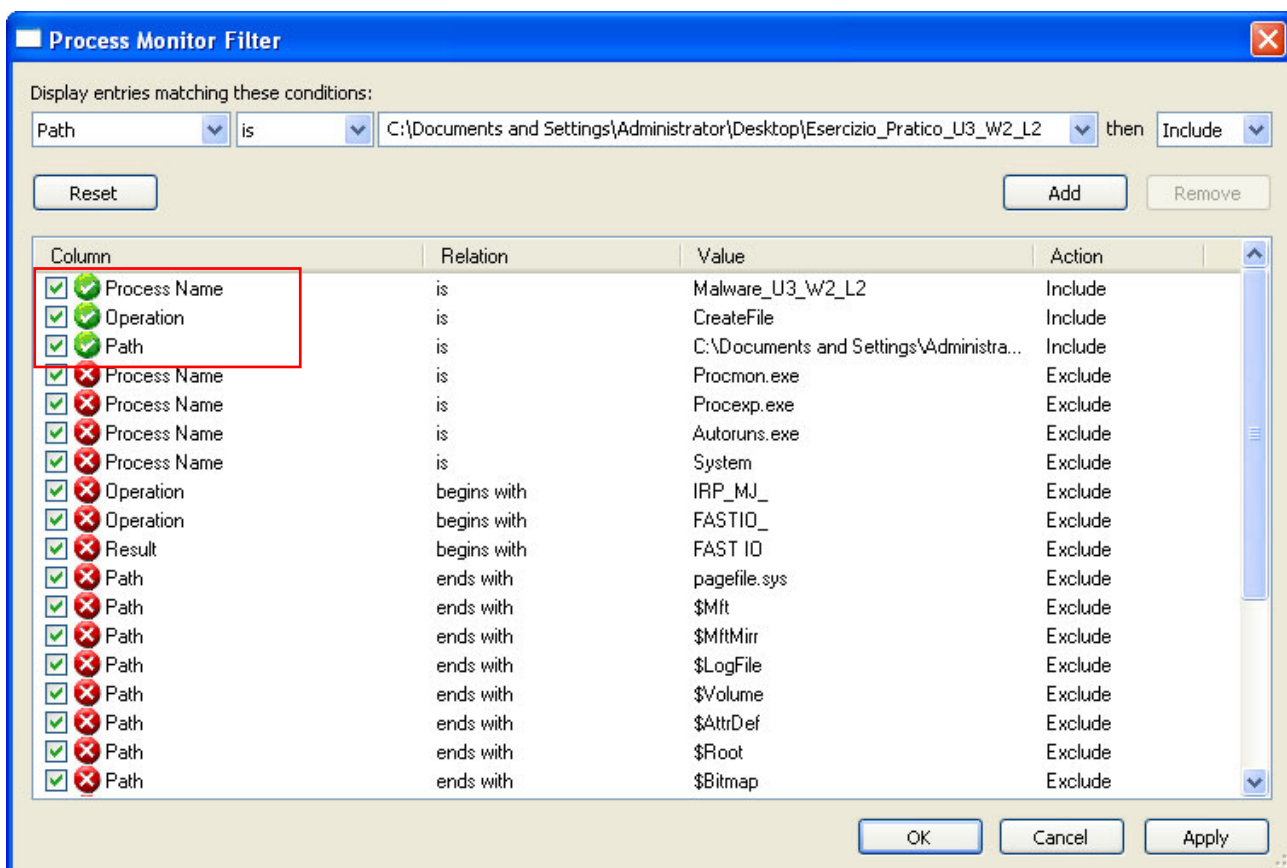 Process Monitor Filter
Display entries matching these conditions:
Path is C:\Documents and Settings\Administrator\Desktop\Esercizio_Pratico_U3_W2_L2 then Include
Reset Add Remove
Column Relation Value Action
Process Name is Malware_U3_W2_L2 Include
Operation is CreateFile Include
Path is C:\Documents and Settings\Administra... Include
Process Name is Procmon.exe Exclude
Process Name is Procexp.exe Exclude
Process Name is Autoruns.exe Exclude
Process Name is System Exclude
Operation begins with IRP_MJ_ Exclude
Operation begins with FASTIO_ Exclude
Result begins with FAST IO Exclude
Path ends with pagefile.sys Exclude
Path ends with $Mft Exclude
Path ends with $MftMirr Exclude
Path ends with $LogFile Exclude
Path ends with $Volume Exclude
Path ends with $AttrDef Exclude
Path ends with $Root Exclude
Path ends with $Bitmap Exclude
OK Cancel Apply